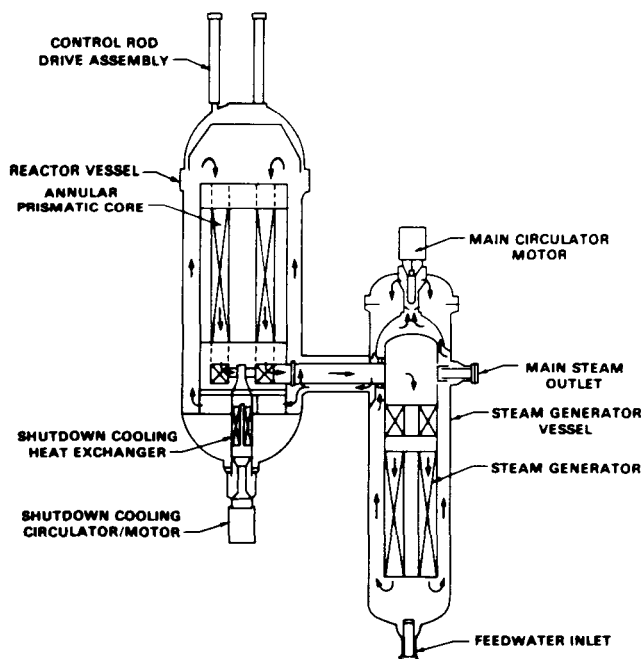 CONTROL ROD
DRIVE ASSEMBLY
REACTOR VESSEL
ANNULAR
PRISMATIC CORE
MAIN CIRCULATOR
MOTOR
MAIN STEAM
OUTLET
STEAM GENERATOR
VESSEL
SHUTDOWN COOLING
HEAT EXCHANGER
STEAM GENERATOR
SHUTDOWN COOLING
CIRCULATOR/MOTOR
FEEDWATER INLET